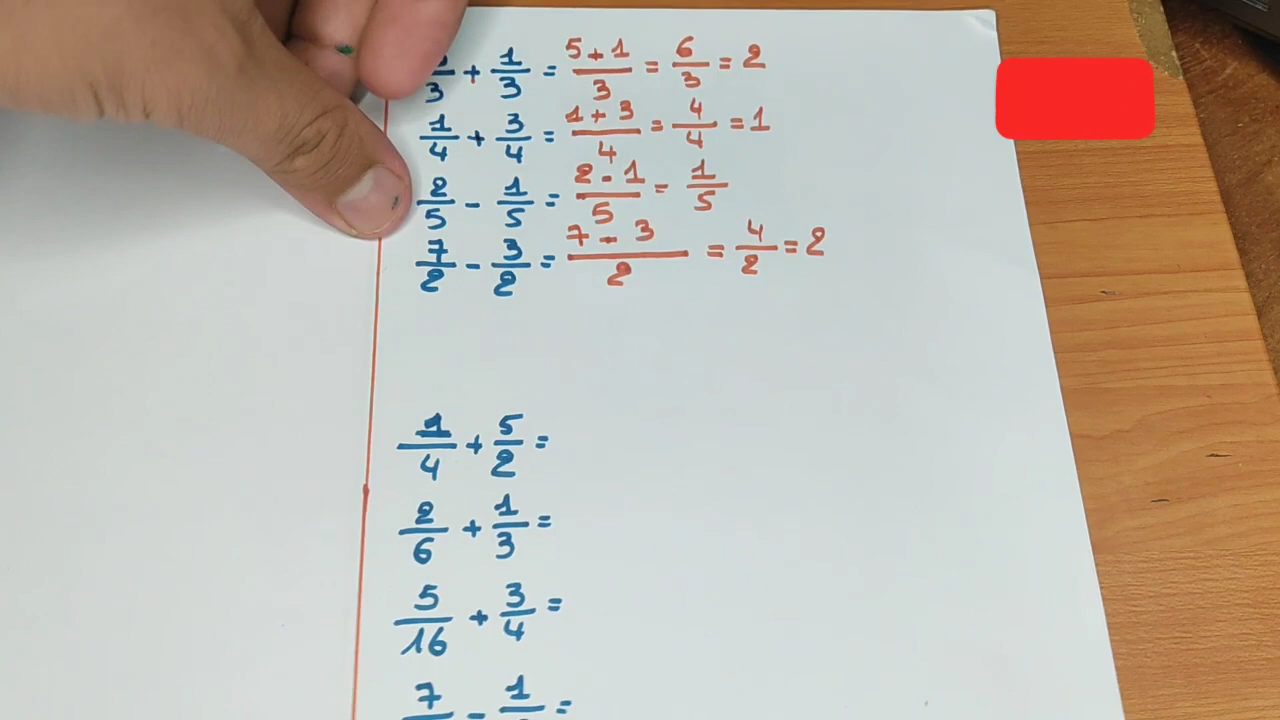 /3 + 1/3 = 5+1/3 = 6/3 = 2
1/4 + 3/4 = 1+3/4 = 4/4 = 1
2/5 - 1/5 = 2-1/5 = 1/5
7/2 - 3/2 = 7-3/2 = 4/2 = 2
1/4 + 5/2 =
2/6 + 1/3 =
5/16 + 3/4 =
7/ - 1/ =